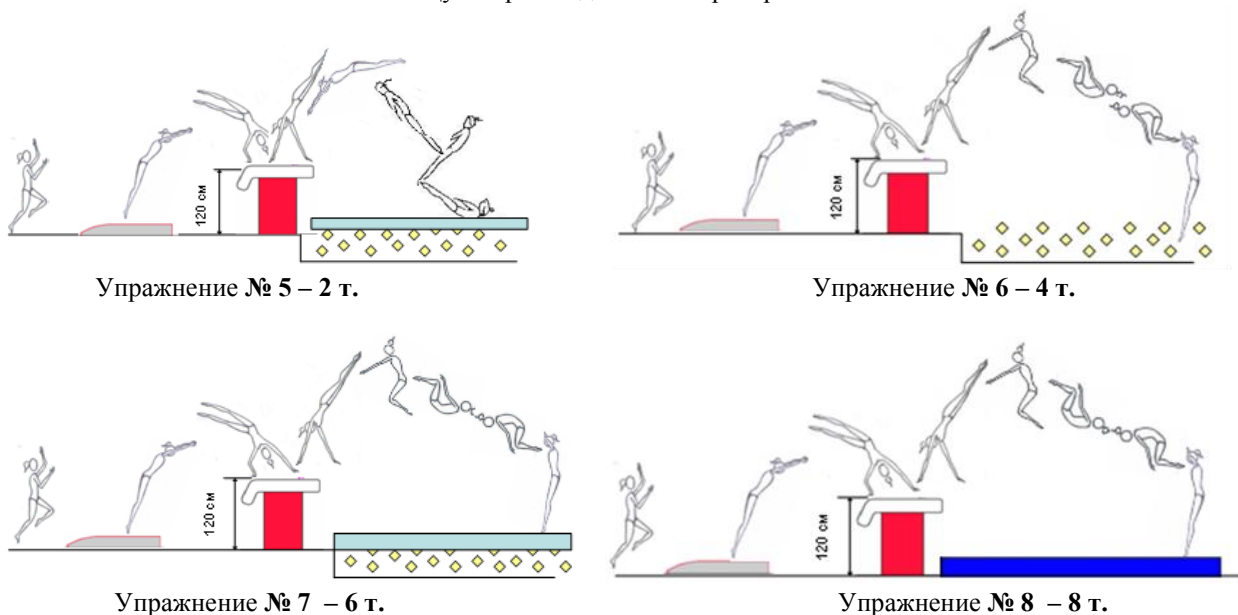 120 см
120 см
Упражнение № 5 – 2 т.
Упражнение № 6 – 4 т.
120 см
120 см
Упражнение № 7 – 6 т.
Упражнение № 8 – 8 т.